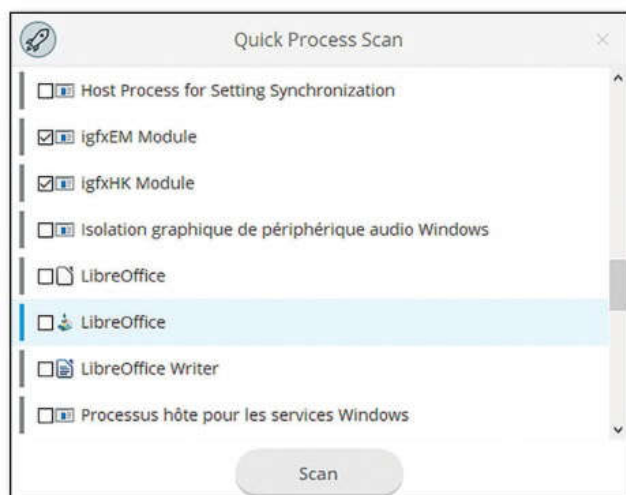 Quick Process Scan
Host Process for Setting Synchronization
igfxEM Module
igfxHK Module
Isolation graphique de périphérique audio Windows
LibreOffice
LibreOffice
LibreOffice Writer
Processus hôte pour les services Windows
Scan